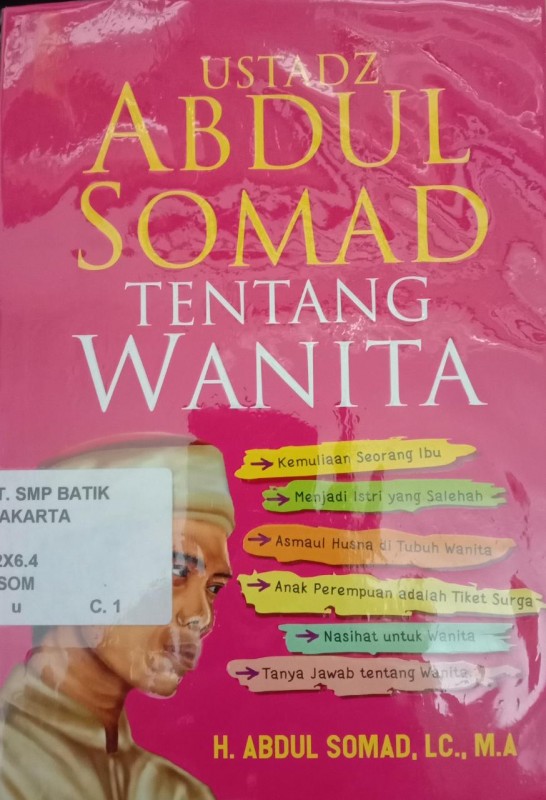 USTADZ
ABDUL
SOMAD
TENTANG
WANITA
Kemuliaan Seorang Ibu
Menjadi Istri yang Salehah
Asmaul Husna di Tubuh Wanita
Anak Perempuan adalah Tiket Surga
Nasihat untuk Wanita
Tanya Jawab tentang Wanita
T. SMP BATIK
AKARTA
2X6.4
SOM
u C. 1
H. ABDUL SOMAD, LC., M.A